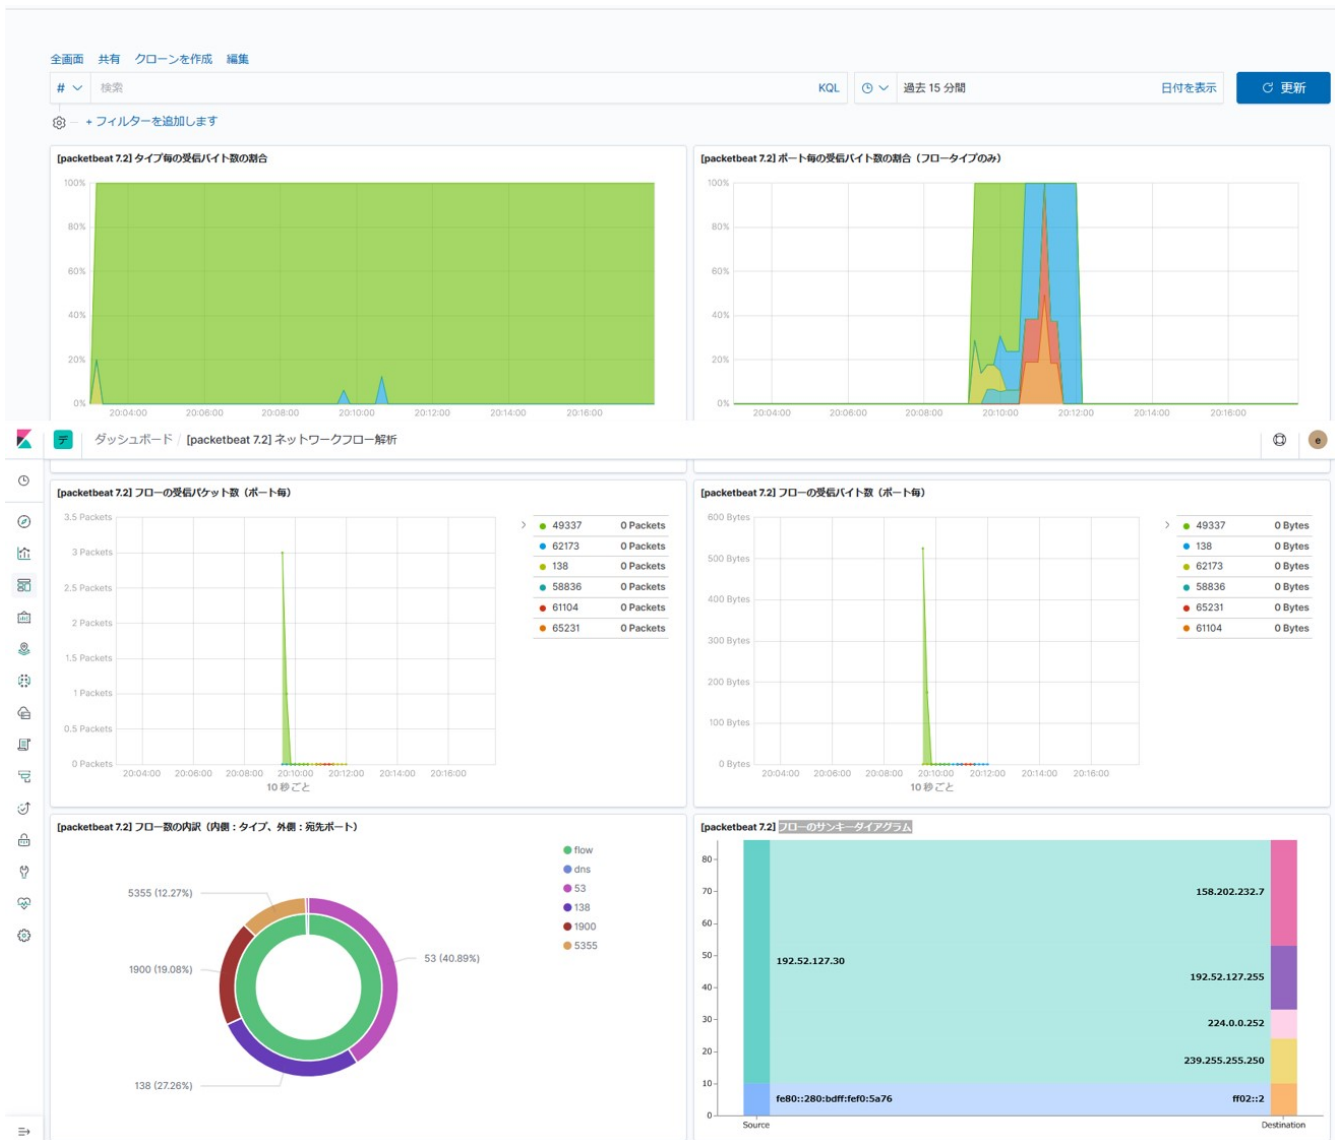 全画面 共有 クローンを作成 編集
# 検索 KQL 過去 15 分間 日付を表示 更新
+ フィルターを追加します
[packetbeat 7.2] タイプ毎の受信バイト数の割合
100%
80%
60%
40%
20%
0%
20:04:00 20:06:00 20:08:00 20:10:00 20:12:00 20:14:00 20:16:00
[packetbeat 7.2] ポート毎の受信バイト数の割合（フロータイプのみ）
100%
80%
60%
40%
20%
0%
20:04:00 20:06:00 20:08:00 20:10:00 20:12:00 20:14:00 20:16:00
デ ダッシュボード / [packetbeat 7.2] ネットワークフロー解析 e
[packetbeat 7.2] フローの受信パケット数（ポート毎）
3.5 Packets
3 Packets
2.5 Packets
2 Packets
1.5 Packets
1 Packets
0.5 Packets
0 Packets
20:04:00 20:06:00 20:08:00 20:10:00 20:12:00 20:14:00 20:16:00
10 秒ごと
49337 0 Packets
62173 0 Packets
138 0 Packets
58836 0 Packets
61104 0 Packets
65231 0 Packets
[packetbeat 7.2] フローの受信バイト数（ポート毎）
600 Bytes
500 Bytes
400 Bytes
300 Bytes
200 Bytes
100 Bytes
0 Bytes
20:04:00 20:06:00 20:08:00 20:10:00 20:12:00 20:14:00 20:16:00
10 秒ごと
49337 0 Bytes
138 0 Bytes
62173 0 Bytes
58836 0 Bytes
65231 0 Bytes
61104 0 Bytes
[packetbeat 7.2] フロー数の内訳（内側：タイプ、外側：宛先ポート）
5355 (12.27%)
1900 (19.08%)
138 (27.26%)
53 (40.89%)
flow
dns
53
138
1900
5355
[packetbeat 7.2] フローのサンキーダイアグラム
80
70
60
50
40
30
20
10
0
192.52.127.30
fe80::280:bdff:fef0:5a76
158.202.232.7
192.52.127.255
224.0.0.252
239.255.255.250
ff02::2
Source Destination